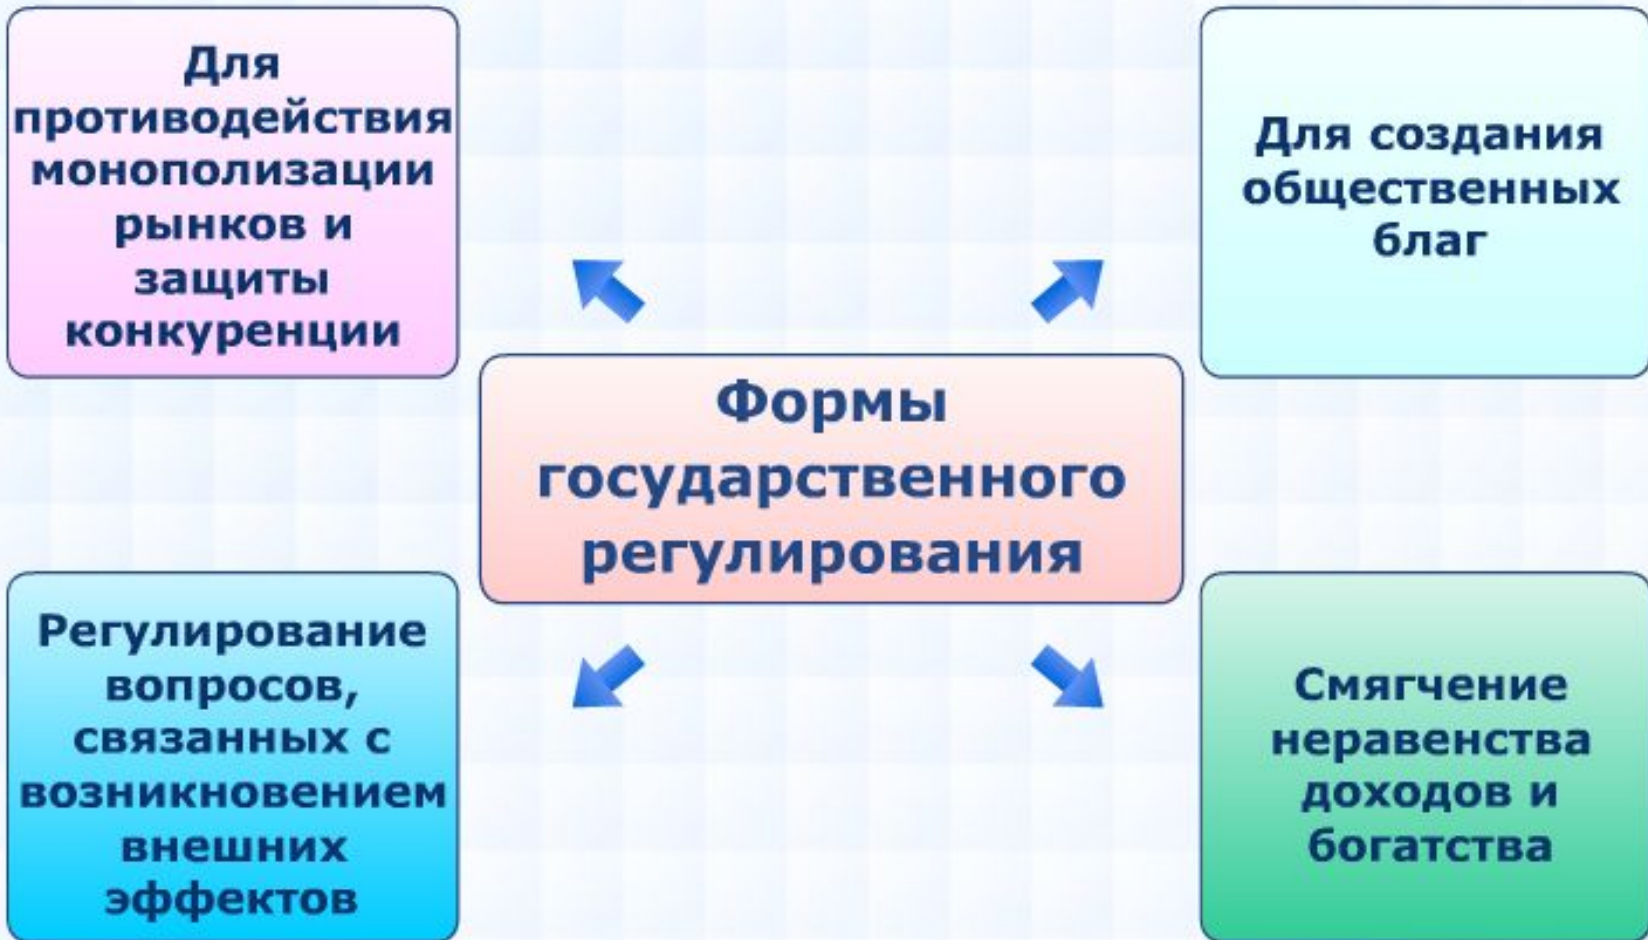 Для
противодействия
монополизации
рынков и
защиты
конкуренции
Для создания
общественных
благ
Формы
государственного
регулирования
Регулирование
вопросов,
связанных с
возникновением
внешних
эффектов
Смягчение
неравенства
доходов и
богатства